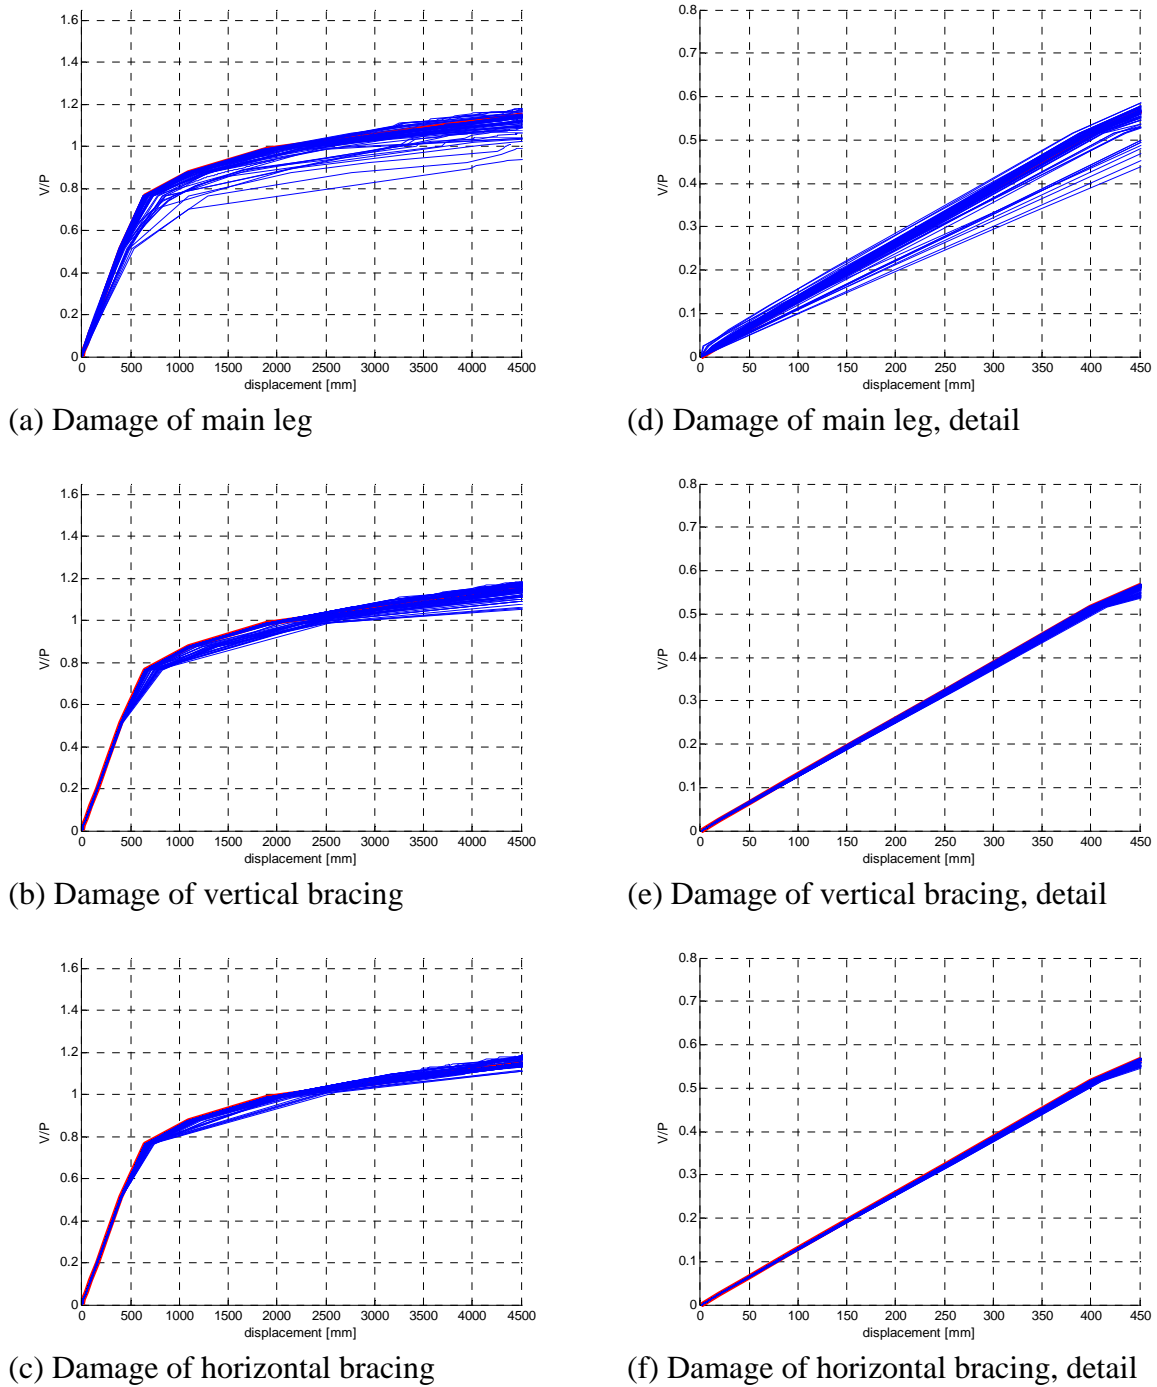 1.6
1.4
1.2
1
0.8
0.6
0.4
0.2
0
V/P
0 500 1000 1500 2000 2500 3000 3500 4000 4500
displacement [mm]
(a) Damage of main leg
0.8
0.7
0.6
0.5
0.4
0.3
0.2
0.1
0
V/P
0 50 100 150 200 250 300 350 400 450
displacement [mm]
(d) Damage of main leg, detail
1.6
1.4
1.2
1
0.8
0.6
0.4
0.2
0
V/P
0 500 1000 1500 2000 2500 3000 3500 4000 4500
displacement [mm]
(b) Damage of vertical bracing
0.8
0.7
0.6
0.5
0.4
0.3
0.2
0.1
0
V/P
0 50 100 150 200 250 300 350 400 450
displacement [mm]
(e) Damage of vertical bracing, detail
1.6
1.4
1.2
1
0.8
0.6
0.4
0.2
0
V/P
0 500 1000 1500 2000 2500 3000 3500 4000 4500
displacement [mm]
(c) Damage of horizontal bracing
0.8
0.7
0.6
0.5
0.4
0.3
0.2
0.1
0
V/P
0 50 100 150 200 250 300 350 400 450
displacement [mm]
(f) Damage of horizontal bracing, detail